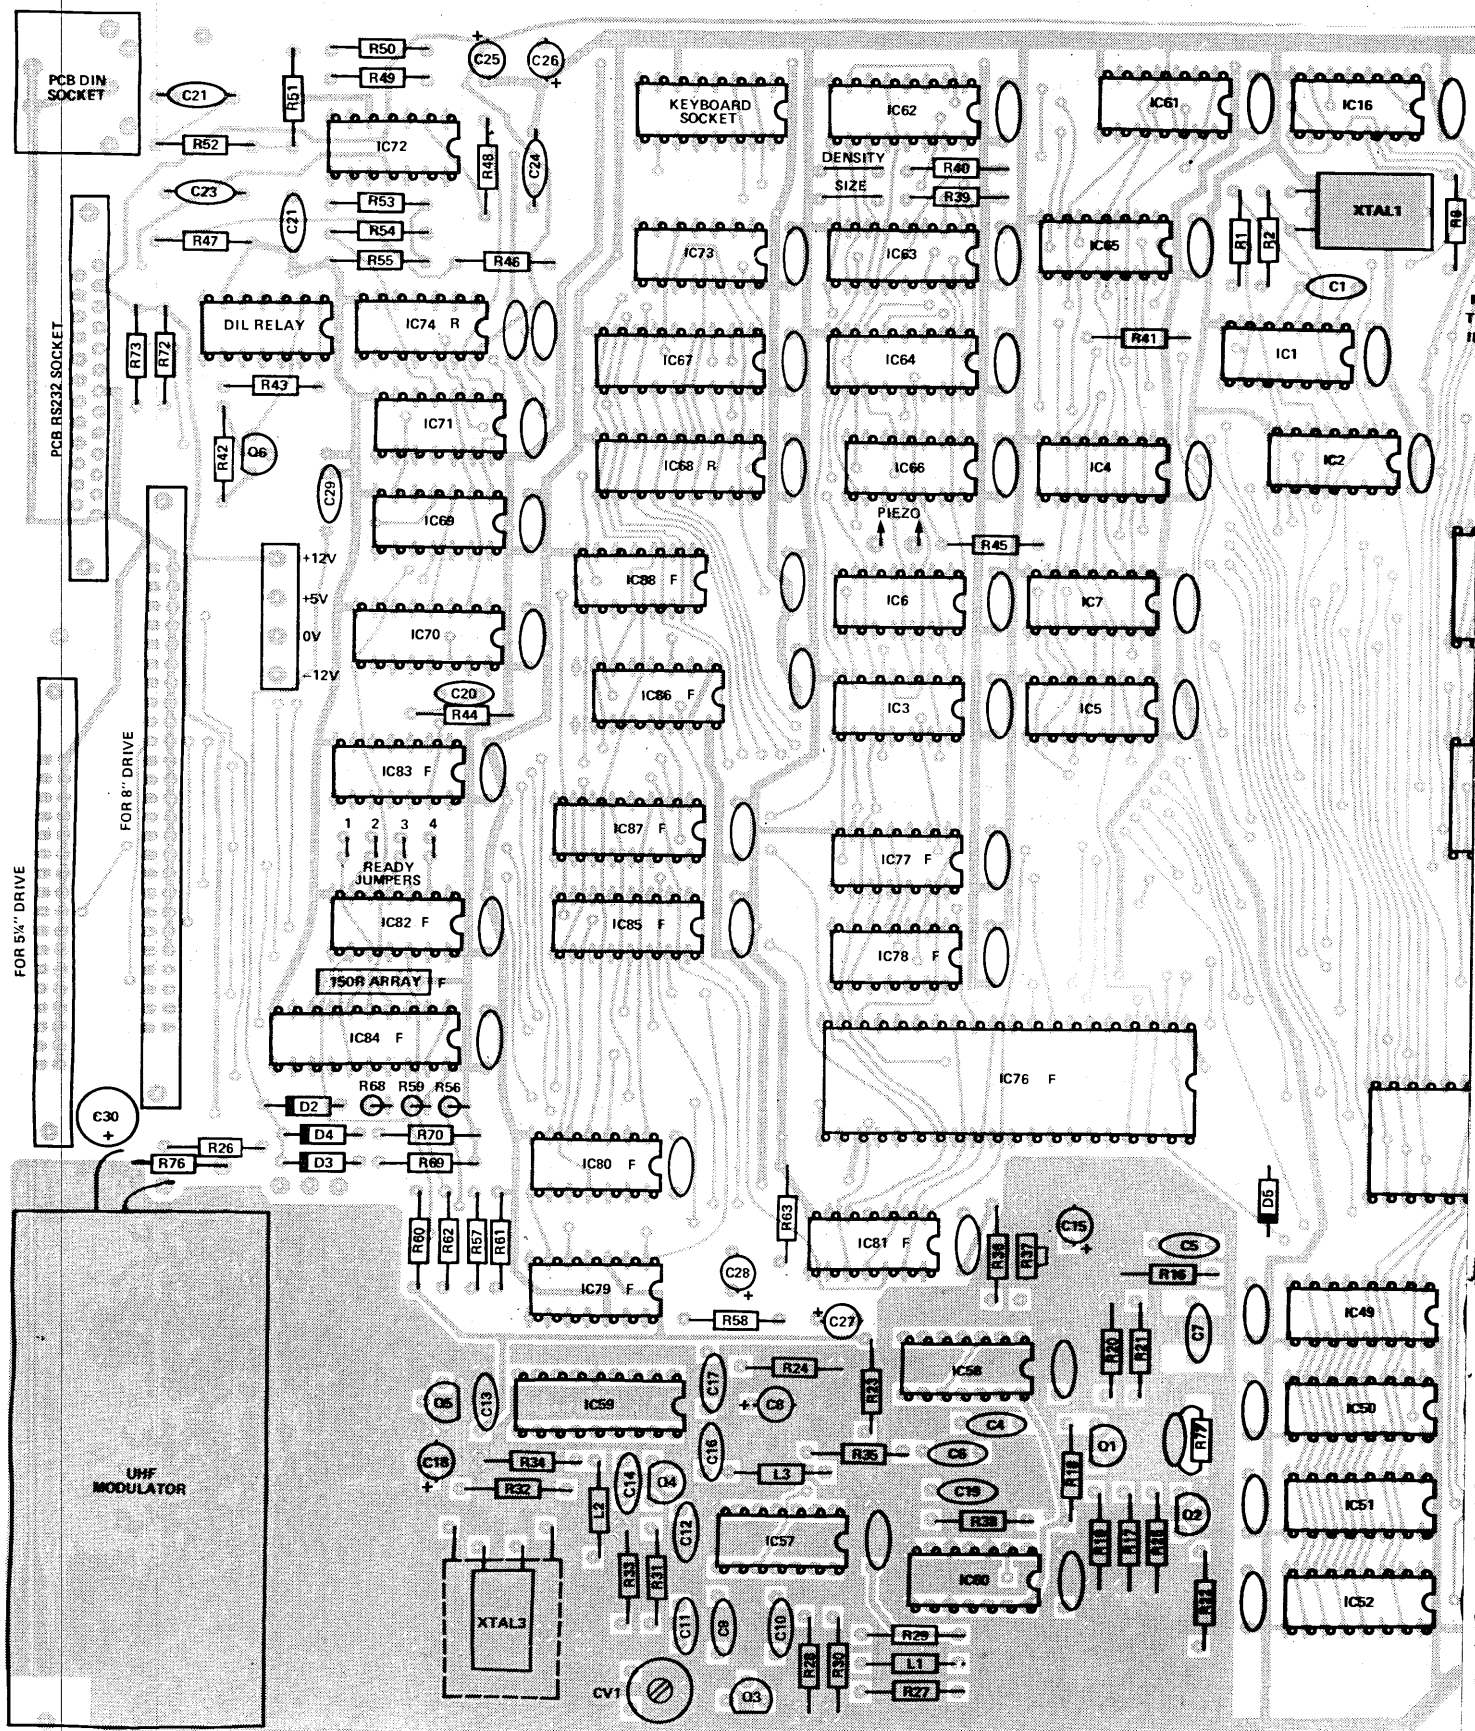 PCB DIN
SOCKET
C21
R51
R50
R49
C25
C26
R52
IC72
R48
C24
KEYBOARD
SOCKET
IC62
IC61
IC16
DENSITY
R40
SIZE
R39
C23
C21
R53
R54
R55
R47
R46
XTAL1
R1
R2
IC73
IC63
IC65
C1
PCB RS232 SOCKET
R73
R72
DIL RELAY
IC74 R
IC67
IC64
R41
IC1
R43
IC71
R42
Q6
IC68 R
IC66
IC4
IC2
C29
IC69
PIEZO
R45
+12V
+5V
0V
-12V
IC88 F
IC6
IC7
IC70
IC86 F
IC3
IC5
C20
R44
FOR 8" DRIVE
FOR 5¼" DRIVE
IC83 F
1 2 3 4
READY
JUMPERS
IC87 F
IC77 F
IC82 F
IC85 F
IC78 F
150R ARRAY F
IC84 F
IC76 F
C30
R68 R59 R56
D2
D4
R70
D3
R69
R26
R76
IC80 F
R63
D5
R60
R62
R57
R61
IC79 F
C28
R58
C27
IC81 F
R36
R37
C15
C5
R16
IC49
UHF
MODULATOR
Q5
C13
IC59
C17
R24
C8
R23
IC58
R20
R21
C7
IC50
C18
R34
R32
C14
Q4
C16
L3
R35
C6
C4
C19
R38
Q1
R77
Q2
IC51
L2
C12
IC57
R17
R33
R31
IC60
IC52
XTAL3
C11
C9
C10
R28
R30
R29
L1
R27
CV1
Q3